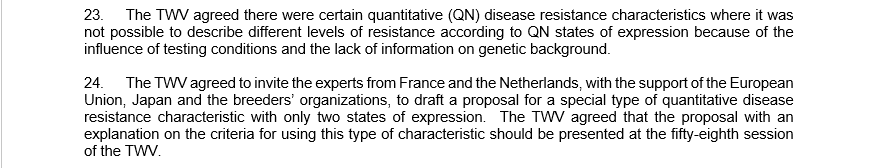 23. The TWV agreed there were certain quantitative (QN) disease resistance characteristics where it was
not possible to describe different levels of resistance according to QN states of expression because of the
influence of testing conditions and the lack of information on genetic background.
24. The TWV agreed to invite the experts from France and the Netherlands, with the support of the European
Union, Japan and the breeders' organizations, to draft a proposal for a special type of quantitative disease
resistance characteristic with only two states of expression. The TWV agreed that the proposal with an
explanation on the criteria for using this type of characteristic should be presented at the fifty-eighth session
of the TWV.